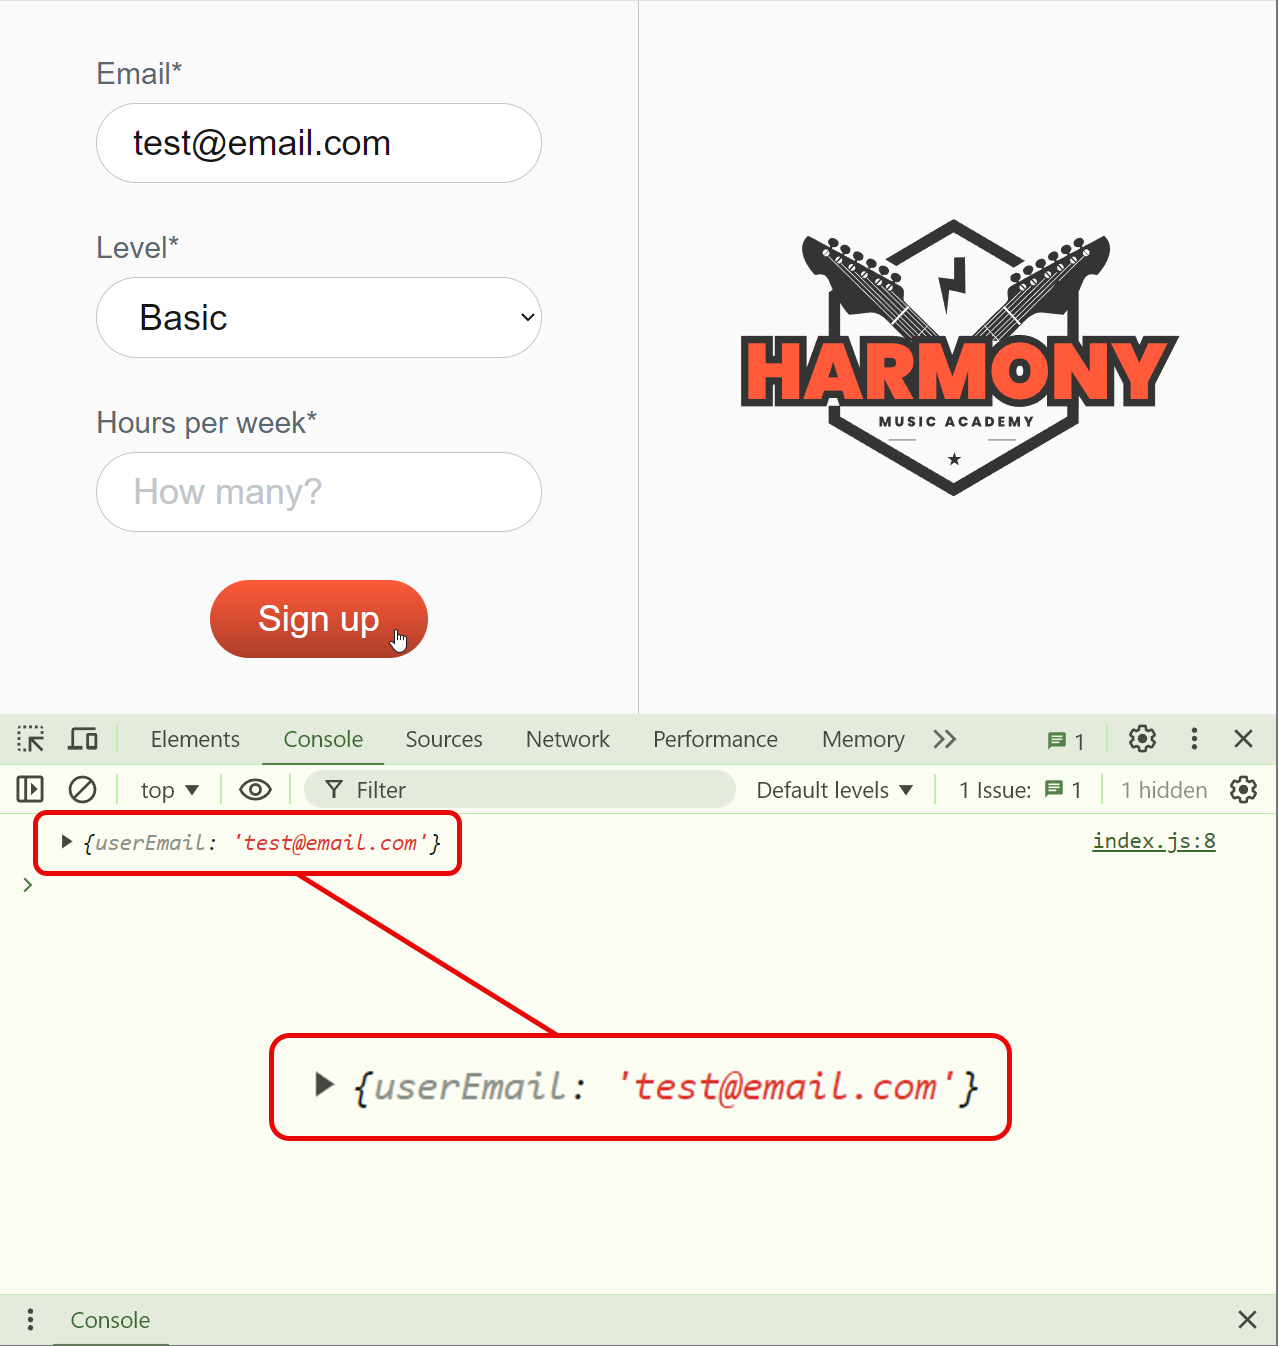 Email*
test@email.com
Level*
Basic
Hours per week*
How many?
Sign up
HARMONY
MUSIC ACADEMY
Elements Console Sources Network Performance Memory 1
top Filter Default levels 1 Issue: 1 1 hidden
{userEmail: 'test@email.com'} index.js:8
{userEmail: 'test@email.com'}
Console